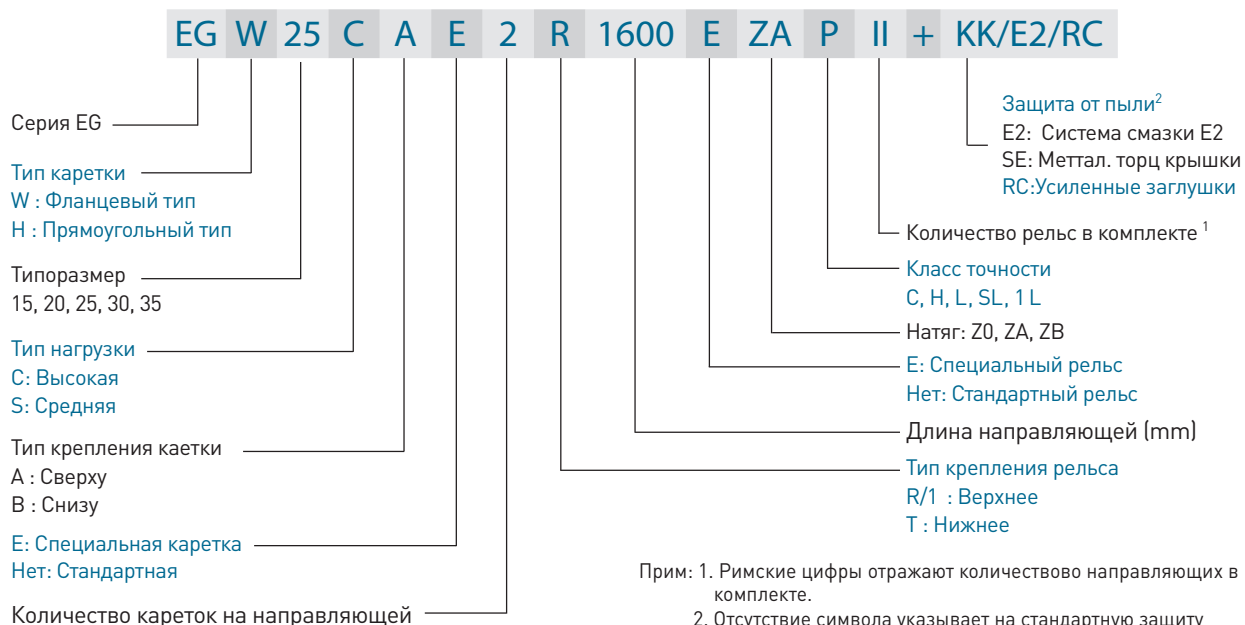 EG W 25 C A E 2 R 1600 E ZA P II + KK/E2/RC
Серия EG
Тип каретки
W : Фланцевый тип
H : Прямоугольный тип
Типоразмер
15, 20, 25, 30, 35
Тип нагрузки
C: Высокая
S: Средняя
Тип крепления каетки
A : Сверху
B : Снизу
E: Специальная каретка
Нет: Стандартная
Количество кареток на направляющей
Защита от пыли²
E2: Система смазки E2
SE: Меттал. торц крышки
RC:Усиленные заглушки
Количество рельс в комплекте ¹
Класс точности
C, H, L, SL, 1 L
Натяг: Z0, ZA, ZB
E: Специальный рельс
Нет: Стандартный рельс
Длина направляющей (mm)
Тип крепления рельса
R/1 : Верхнее
T : Нижнее
Прим: 1. Римские цифры отражают количествово направляющих в
комплекте.
2. Отсутствие символа указывает на стандартную защиту